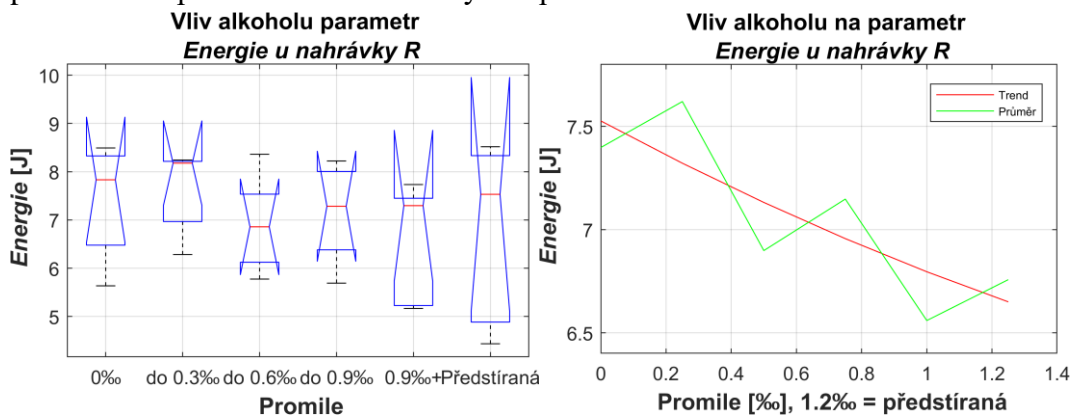 Vliv alkoholu parametr
Energie u nahrávky R
10
9
8
7
6
5
Energie [J]
0‰
do 0.3‰
do 0.6‰
do 0.9‰
0.9‰+
Předstíraná
Promile
Vliv alkoholu na parametr
Energie u nahrávky R
7.5
7
6.5
Energie [J]
Trend
Průměr
0
0.2
0.4
0.6
0.8
1
1.2
1.4
Promile [‰], 1.2‰ = předstíraná